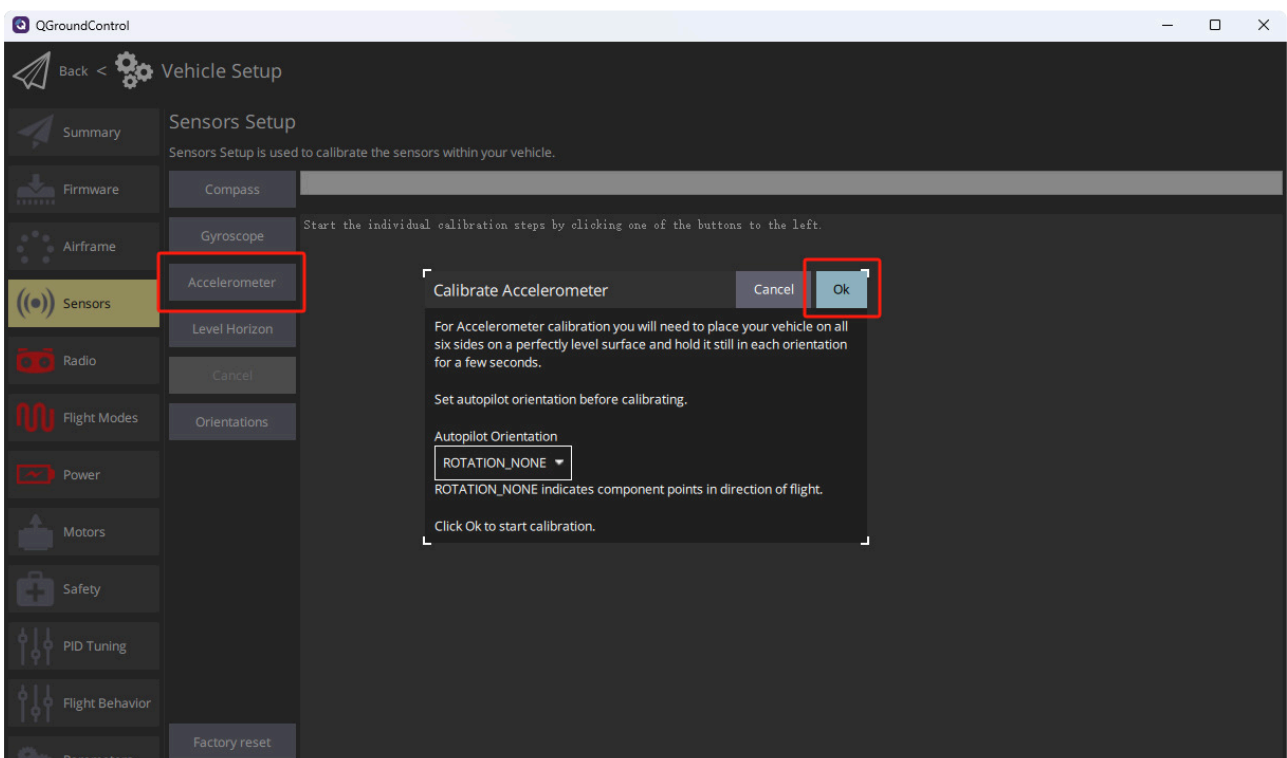 QGroundControl
Back < Vehicle Setup
Summary
Firmware
Airframe
Sensors
Radio
Flight Modes
Power
Motors
Safety
PID Tuning
Flight Behavior
Sensors Setup
Sensors Setup is used to calibrate the sensors within your vehicle.
Compass
Gyroscope
Accelerometer
Level Horizon
Cancel
Orientations
Factory reset
Start the individual calibration steps by clicking one of the buttons to the left.
Calibrate Accelerometer
Cancel
Ok
For Accelerometer calibration you will need to place your vehicle on all
six sides on a perfectly level surface and hold it still in each orientation
for a few seconds.
Set autopilot orientation before calibrating.
Autopilot Orientation
ROTATION_NONE
ROTATION_NONE indicates component points in direction of flight.
Click Ok to start calibration.